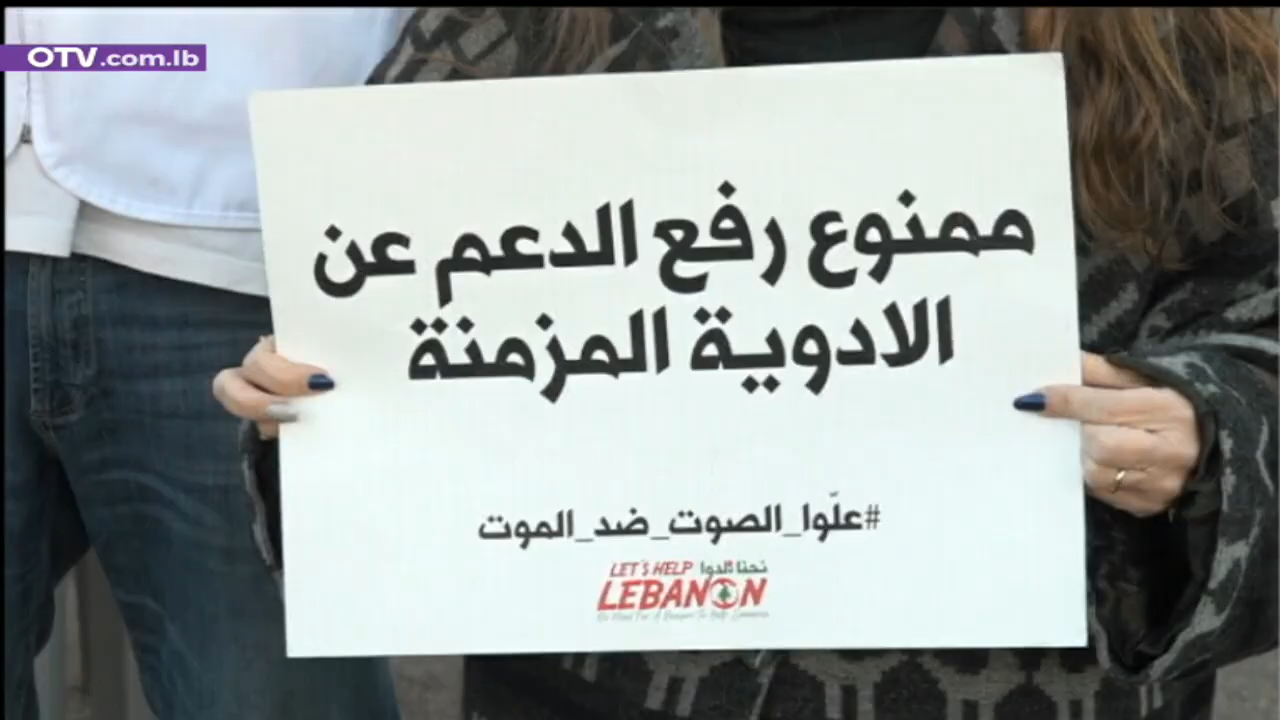 OTV.com.lb
ممنوع رفع الدعم عن
الادوية المزمنة
#علّوا_الصوت_ضد_الموت
LET'S HELP نحنا الدوا
LEBANON